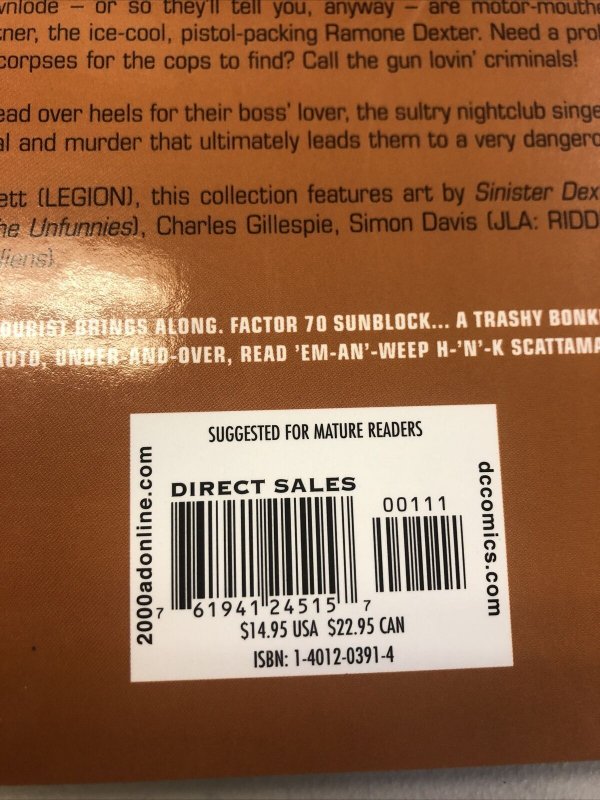 wnlode – or so they'll tell you, anyway – are motor-mouthe
tner, the ice-cool, pistol-packing Ramone Dexter. Need a prol
corpses for the cops to find? Call the gun lovin' criminals!
ead over heels for their boss' lover, the sultry nightclub singe
al and murder that ultimately leads them to a very dangero
ett (LEGION), this collection features art by Sinister Dex
he Unfunnies), Charles Gillespie, Simon Davis (JLA: RIDD
liens)
OURIST BRINGS ALONG. FACTOR 70 SUNBLOCK... A TRASHY BONK
AUTO, UNDER-AND-OVER, READ 'EM-AN'-WEEP H-'N'-K SCATTAMA
SUGGESTED FOR MATURE READERS
2000adonline.com
DIRECT SALES
00111
dccomics.com
7 61941 24515 7
$14.95 USA $22.95 CAN
ISBN: 1-4012-0391-4